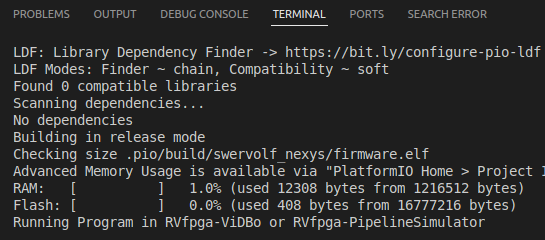 PROBLEMS OUTPUT DEBUG CONSOLE TERMINAL PORTS SEARCH ERROR
LDF: Library Dependency Finder -> https://bit.ly/configure-pio-ldf
LDF Modes: Finder ~ chain, Compatibility ~ soft
Found 0 compatible libraries
Scanning dependencies...
No dependencies
Building in release mode
Checking size .pio/build/swervolf_nexys/firmware.elf
Advanced Memory Usage is available via "PlatformIO Home > Project I
RAM:   [          ]   1.0% (used 12308 bytes from 1216512 bytes)
Flash: [          ]   0.0% (used 408 bytes from 16777216 bytes)
Running Program in RVfpga-ViDBo or RVfpga-PipelineSimulator